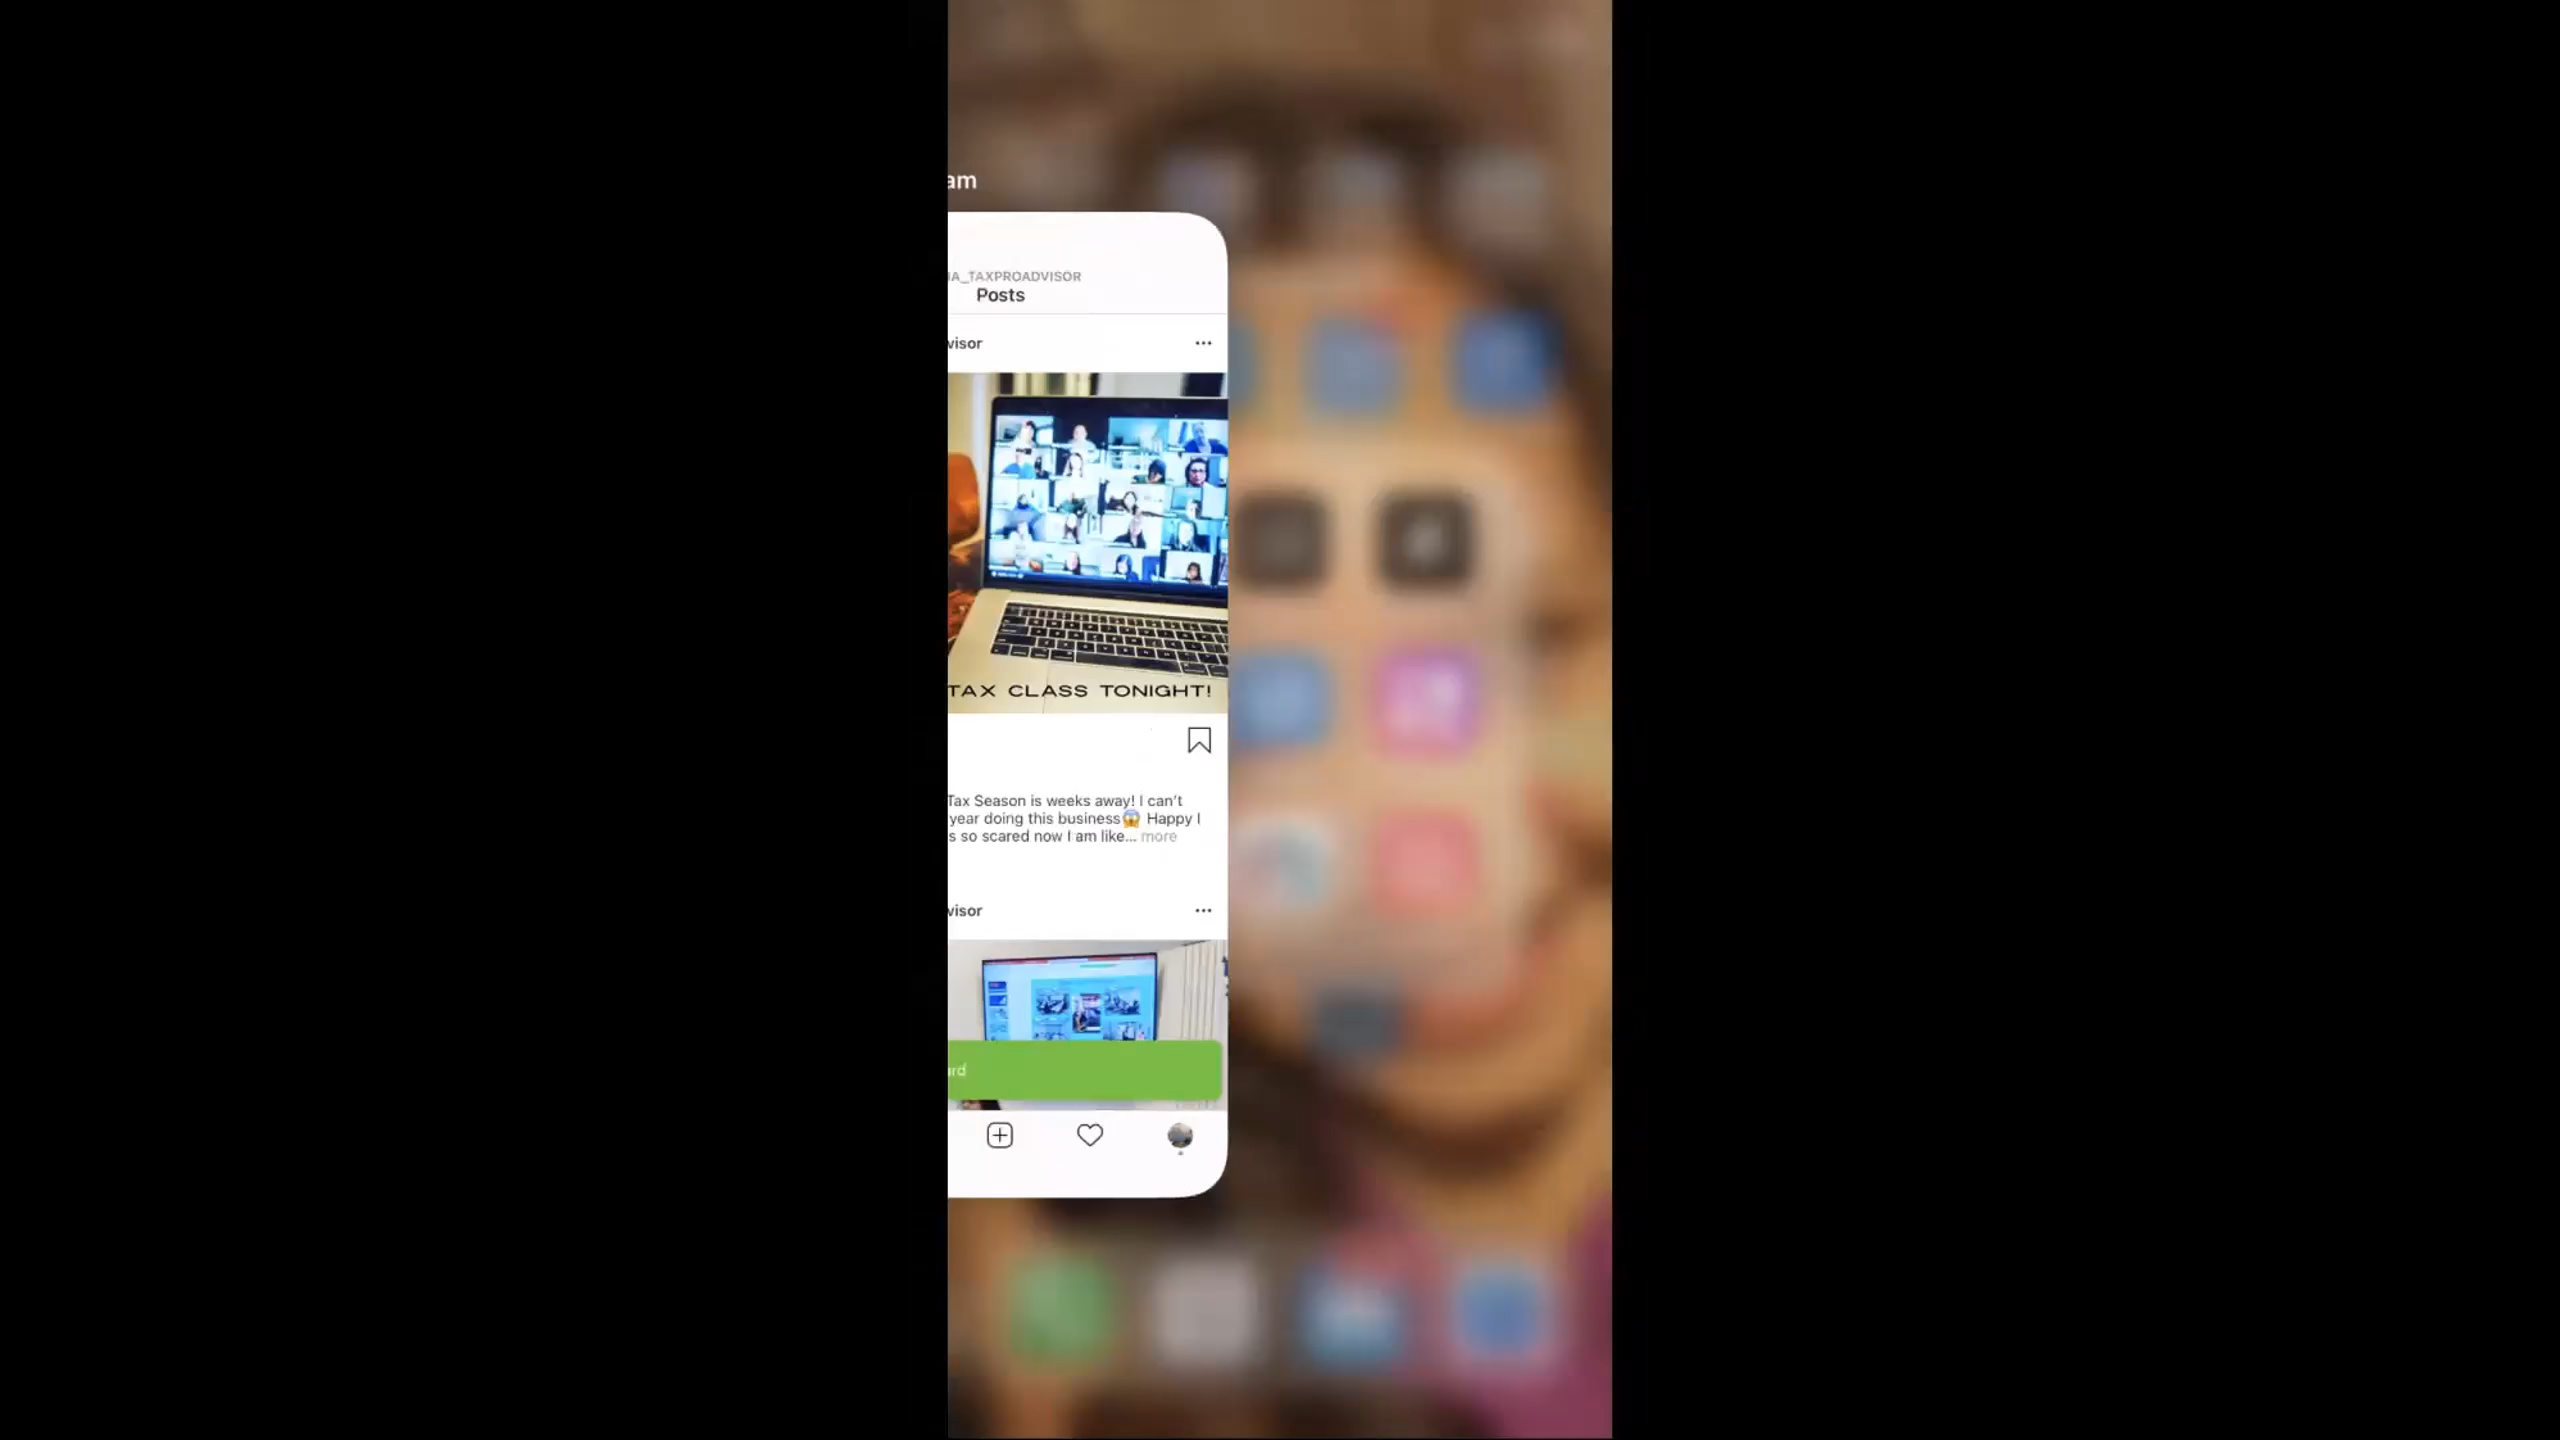 am
A_TAXPROADVISOR
Posts
visor
TAX CLASS TONIGHT!
Tax Season is weeks away! I can't
year doing this business😱 Happy I
s so scared now I am like... more
visor
ard